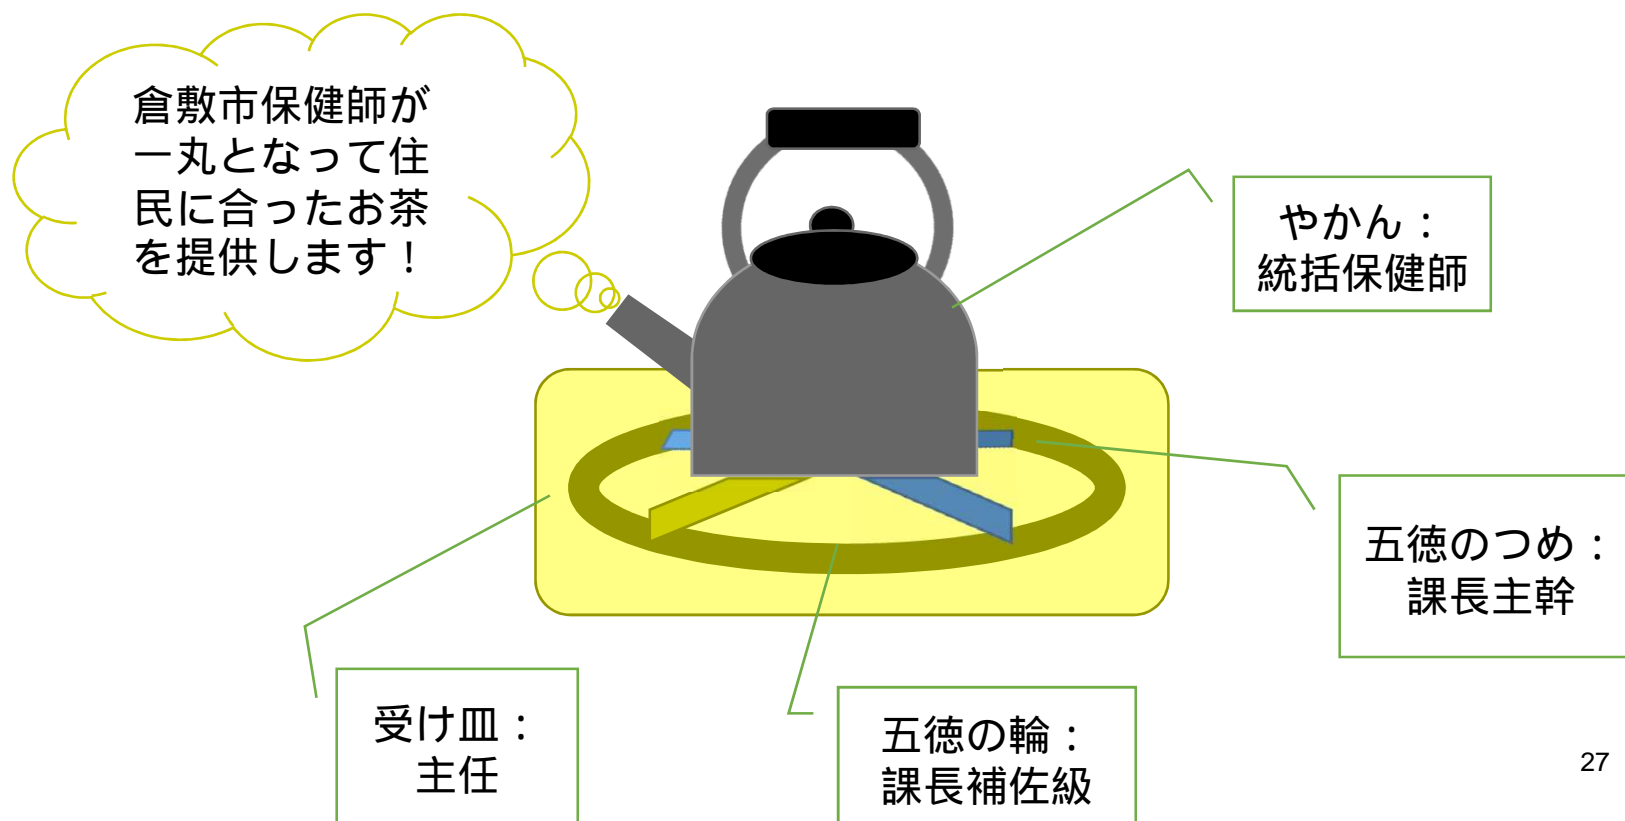 倉敷市保健師が
一丸となって住
民に合ったお茶
を提供します！
やかん：
統括保健師
五徳のつめ：
課長主幹
受け皿：
主任
五徳の輪：
課長補佐級
27